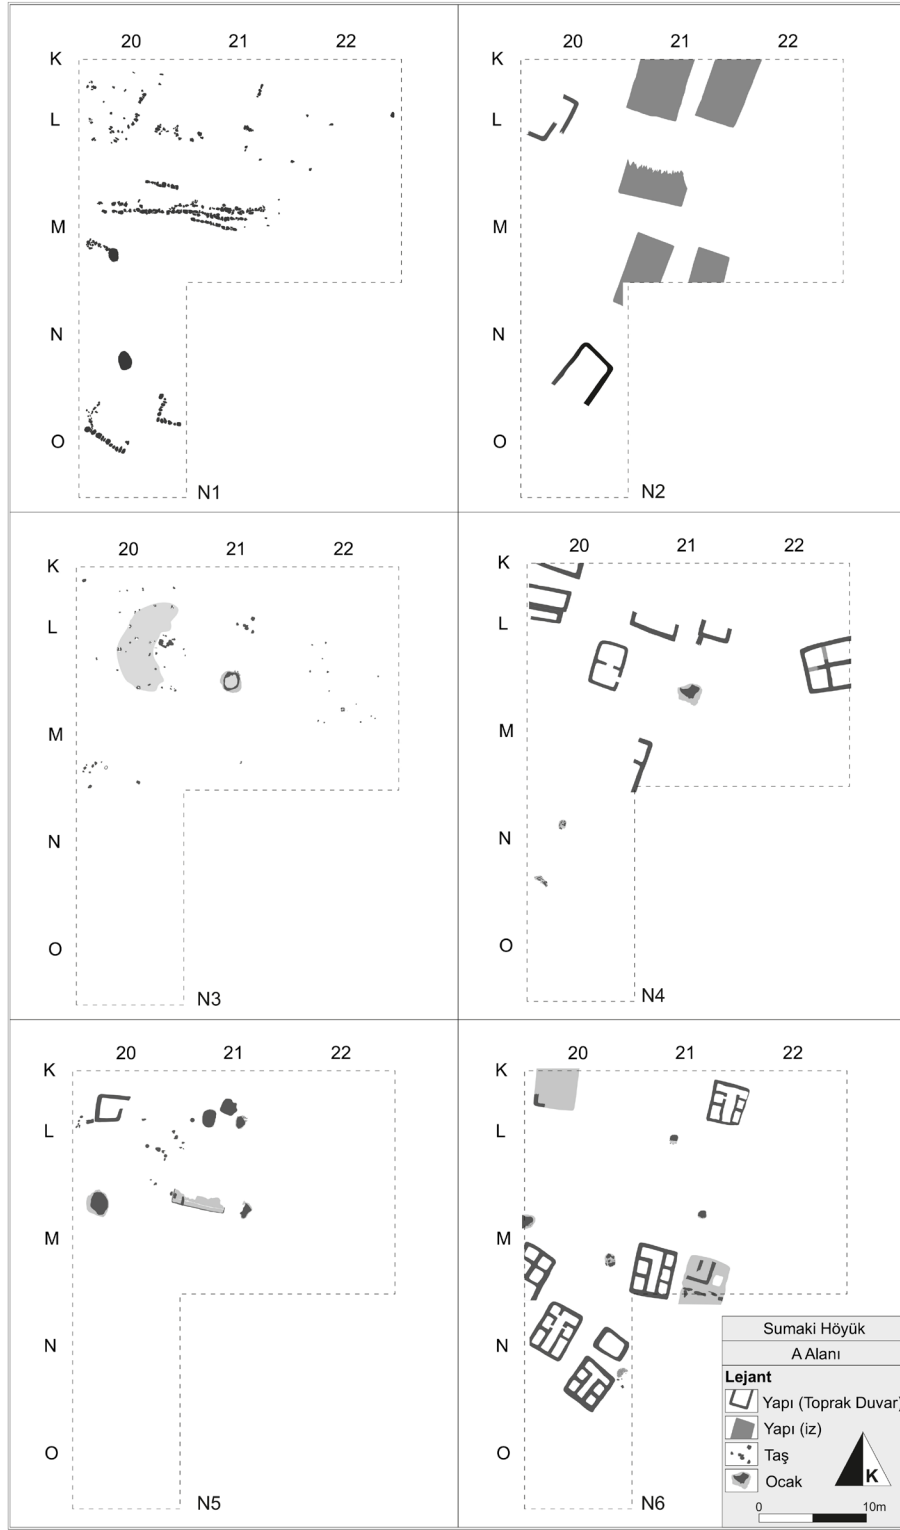 20 21 22
K
L
M
N
O
N1
20 21 22
K
L
M
N
O
N2
20 21 22
K
L
M
N
O
N3
20 21 22
K
L
M
N
O
N4
20 21 22
K
L
M
N
O
N5
20 21 22
K
L
M
N
O
N6
Sumaki Höyük
A Alanı
Lejant
Yapı (Toprak Duvar)
Yapı (iz)
Taş
Ocak
K
0 10m